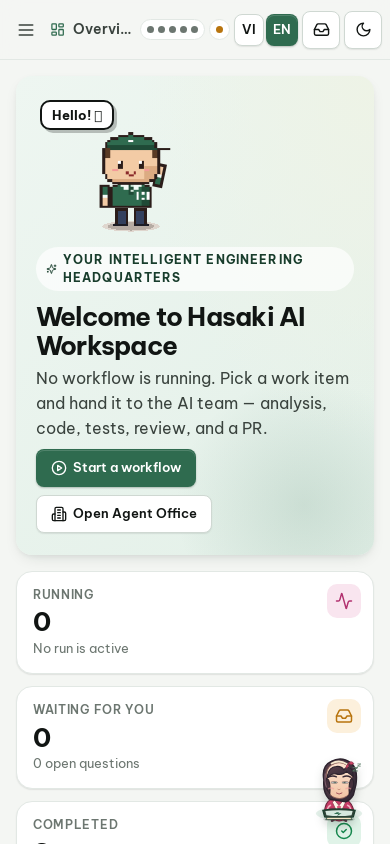 Overvi...
VI
EN
Hello!
YOUR INTELLIGENT ENGINEERING
HEADQUARTERS
Welcome to Hasaki AI
Workspace
No workflow is running. Pick a work item
and hand it to the AI team — analysis,
code, tests, review, and a PR.
Start a workflow
Open Agent Office
RUNNING
0
No run is active
WAITING FOR YOU
0
0 open questions
COMPLETED